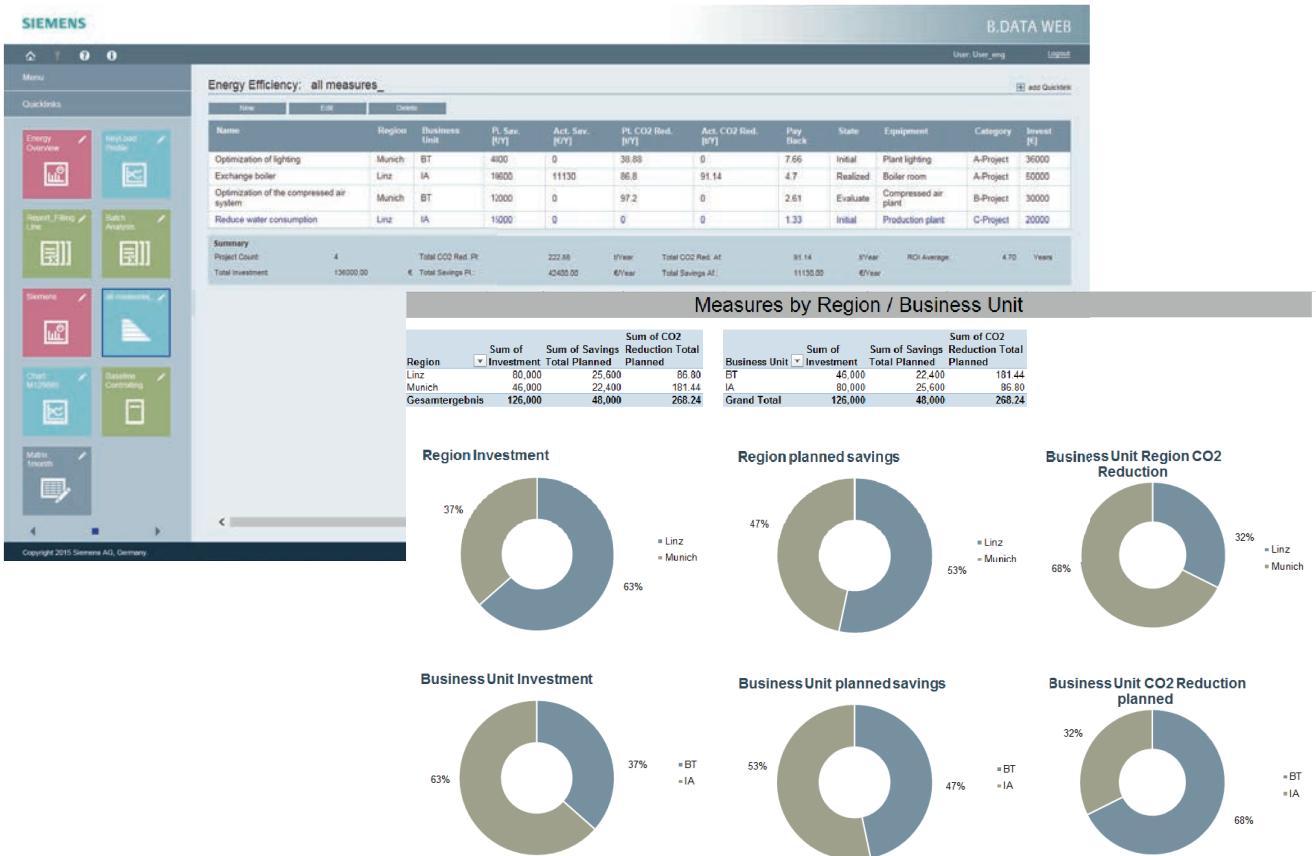 SIEMENS
B.DATA WEB
User: User_eng Logout
Menu
Quicklinks
Energy Efficiency: all measures_
add Quicklink
New Edit Delete
Name Region Business Unit Pl. Sav. [€/Y] Act. Sav. [€/Y] Pl. CO2 Red. [t/Y] Act. CO2 Red. [t/Y] Pay Back State Equipment Category Invest [€]
Optimization of lighting Munich BT 0 38.88 0 7.66 Initial Plant lighting A-Project 36000
Exchange boiler Linz IA 11130 86.8 91.14 4.7 Realized Boiler room A-Project 50000
Optimization of the compressed air system Munich BT 12000 0 97.2 0 2.61 Evaluate Compressed air plant B-Project 30000
Reduce water consumption Linz IA 15000 0 0 0 1.33 Initial Production plant C-Project 20000
Summary
Project Count: 4 Total CO2 Red. Pl: 222.88 t/Year Total CO2 Red. Af: 91.14 t/Year ROI Average: 4.70 Years
Total Investment: 136000.00 € Total Savings Pl.: 42400.00 €/Year Total Savings Af.: 11130.00 €/Year
Energy Overview
KeyLoad Profile
Report_Filling Line
Batch Analysis
Siemens
all measures_
Chart
Baseline Controlling
Matrix 1month
Copyright 2015 Siemens AG, Germany.
Measures by Region / Business Unit
Region Sum of Investment Sum of Savings Total Planned Sum of CO2 Reduction Total Planned
Linz 80,000 25,600 86.80
Munich 46,000 22,400 181.44
Gesamtergebnis 126,000 48,000 268.24
Business Unit Sum of Investment Sum of Savings Total Planned Sum of CO2 Reduction Total Planned
BT 46,000 22,400 181.44
IA 80,000 25,600 86.80
Grand Total 126,000 48,000 268.24
Region Investment
37%
63%
Linz
Munich
Region planned savings
47%
53%
Linz
Munich
Business Unit Region CO2
Reduction
32%
68%
Linz
Munich
Business Unit Investment
37%
63%
BT
IA
Business Unit planned savings
53%
47%
BT
IA
Business Unit CO2 Reduction
planned
32%
68%
BT
IA